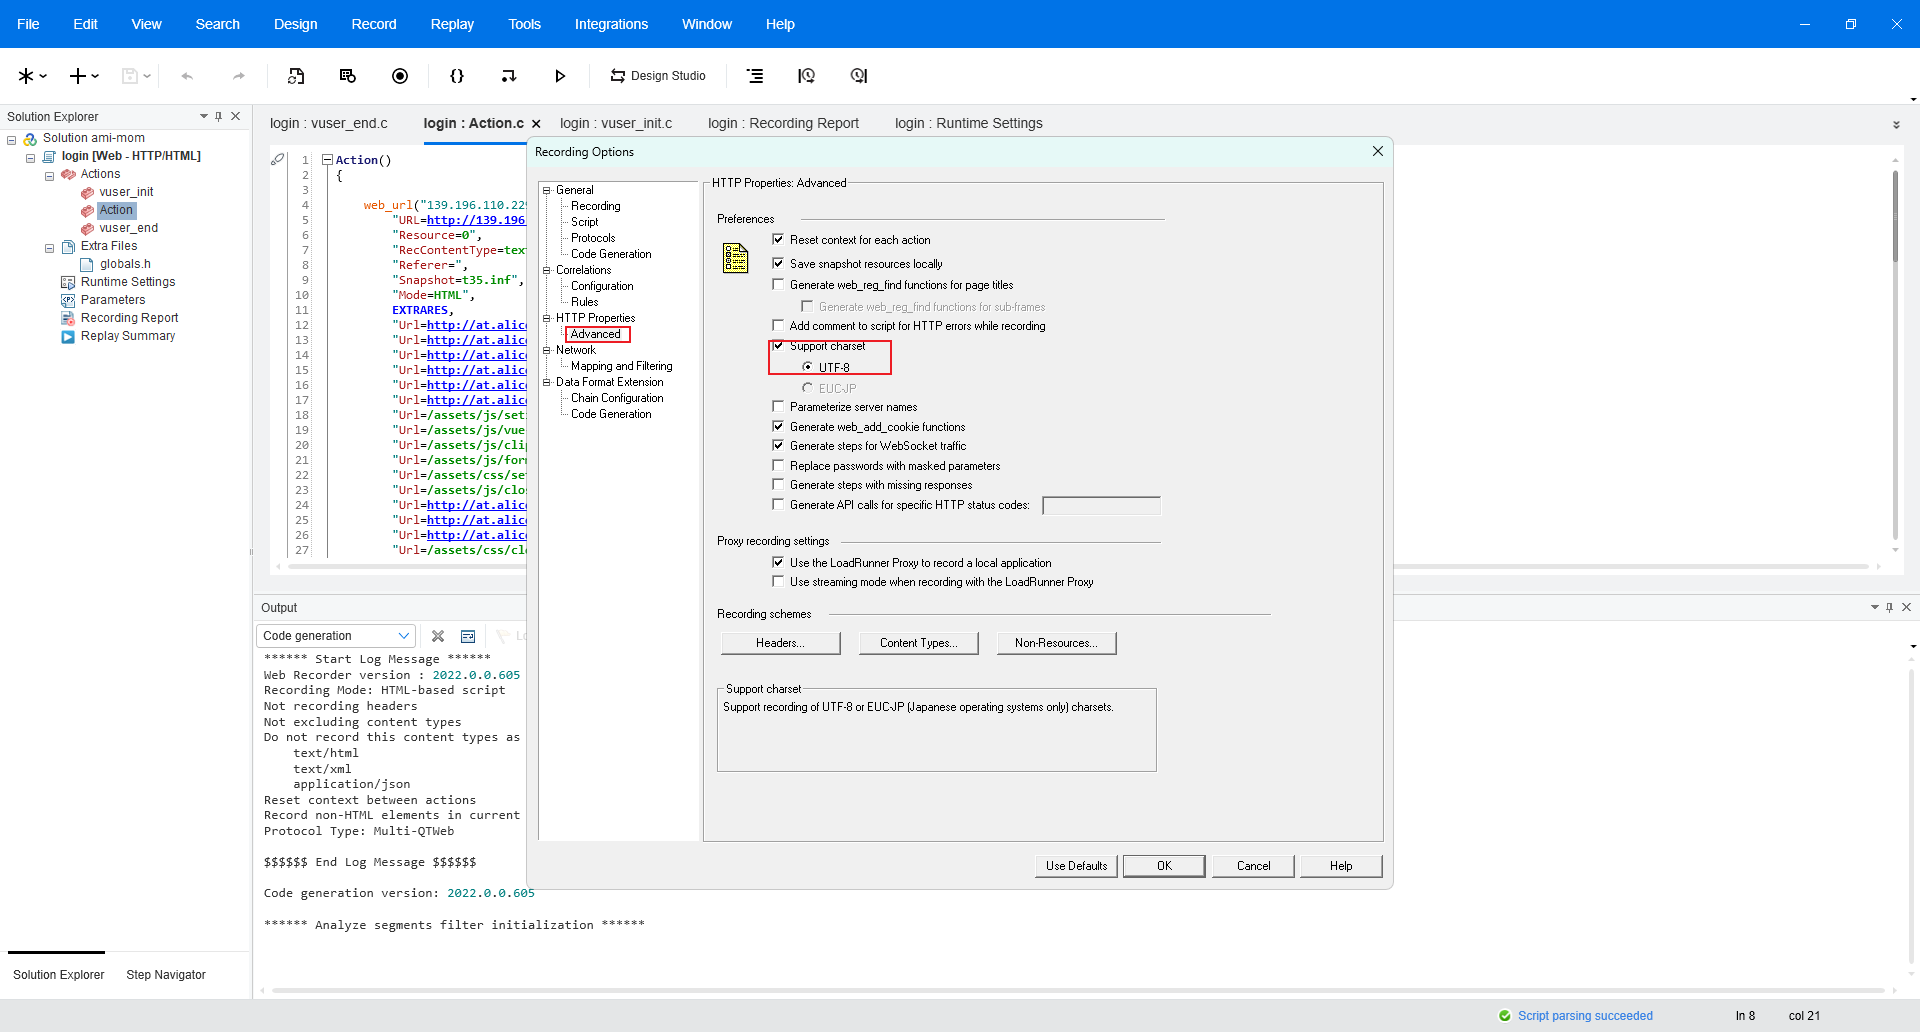 File Edit View Search Design Record Replay Tools Integrations Window Help
Design Studio
Solution Explorer
Solution ami-mom
login [Web - HTTP/HTML]
Actions
vuser_init
Action
vuser_end
Extra Files
globals.h
Runtime Settings
Parameters
Recording Report
Replay Summary
Solution Explorer Step Navigator
login : vuser_end.c login : Action.c login : vuser_init.c login : Recording Report login : Runtime Settings
1 Action()
2 {
3
4 web_url("139.196.110.229
5 "URL=http://139.196
6 "Resource=0",
7 "RecContentType=text
8 "Referer=",
9 "Snapshot=t35.inf",
10 "Mode=HTML",
11 EXTRARES,
12 "Url=http://at.alic
13 "Url=http://at.alic
14 "Url=http://at.alic
15 "Url=http://at.alic
16 "Url=http://at.alic
17 "Url=http://at.alic
18 "Url=/assets/js/set
19 "Url=/assets/js/vue
20 "Url=/assets/js/cli
21 "Url=/assets/js/for
22 "Url=/assets/css/se
23 "Url=/assets/js/clo
24 "Url=http://at.alic
25 "Url=http://at.alic
26 "Url=http://at.alic
27 "Url=/assets/css/cl
Recording Options
General
Recording
Script
Protocols
Code Generation
Correlations
Configuration
Rules
HTTP Properties
Advanced
Network
Mapping and Filtering
Data Format Extension
Chain Configuration
Code Generation
HTTP Properties: Advanced
Preferences
Reset context for each action
Save snapshot resources locally
Generate web_reg_find functions for page titles
Generate web_reg_find functions for sub-frames
Add comment to script for HTTP errors while recording
Support charset
UTF-8
EUC-JP
Parameterize server names
Generate web_add_cookie functions
Generate steps for WebSocket traffic
Replace passwords with masked parameters
Generate steps with missing responses
Generate API calls for specific HTTP status codes:
Proxy recording settings
Use the LoadRunner Proxy to record a local application
Use streaming mode when recording with the LoadRunner Proxy
Recording schemes
Headers... Content Types... Non-Resources...
Support charset
Support recording of UTF-8 or EUC-JP (Japanese operating systems only) charsets.
Use Defaults OK Cancel Help
Output
Code generation
****** Start Log Message ******
Web Recorder version : 2022.0.0.605
Recording Mode: HTML-based script
Not recording headers
Not excluding content types
Do not record this content types as
text/html
text/xml
application/json
Reset context between actions
Record non-HTML elements in current
Protocol Type: Multi-QTWeb
$$$$$$ End Log Message $$$$$$
Code generation version: 2022.0.0.605
****** Analyze segments filter initialization ******
Script parsing succeeded ln 8 col 21